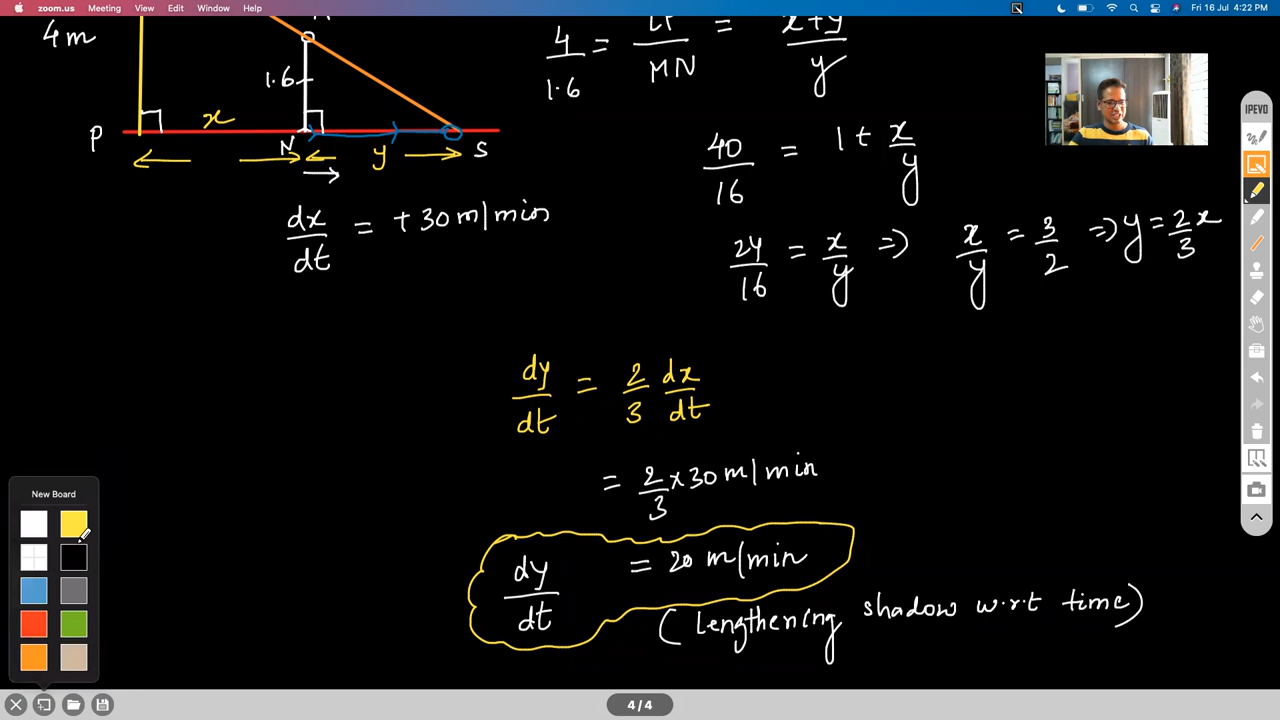 zoom.us Meeting View Edit Window Help
Fri 16 Jul 4:22 PM
4m
1.6
P x N y S
4/1.6 = LP/MN = x+y/y
40/16 = 1 + x/y
dx/dt = +30 m/min
24/16 = x/y => x/y = 3/2 => y = 2/3 x
dy/dt = 2/3 dx/dt
= 2/3 × 30 m/min
dy/dt = 20 m/min
(lengthening shadow w.r.t time)
IPEVO
New Board
4/4